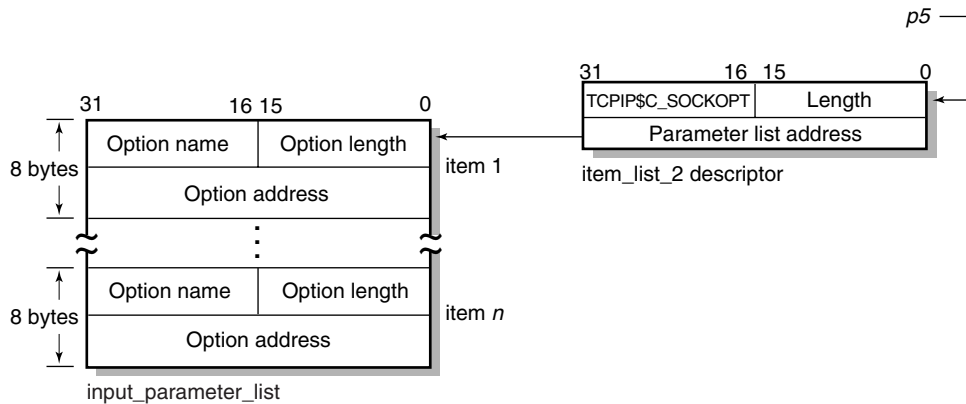 p5
31 16 15 0
TCPIP$C_SOCKOPT Length
Parameter list address
item_list_2 descriptor
31 16 15 0
8 bytes
Option name Option length
item 1
Option address
8 bytes
Option name Option length
item n
Option address
input_parameter_list